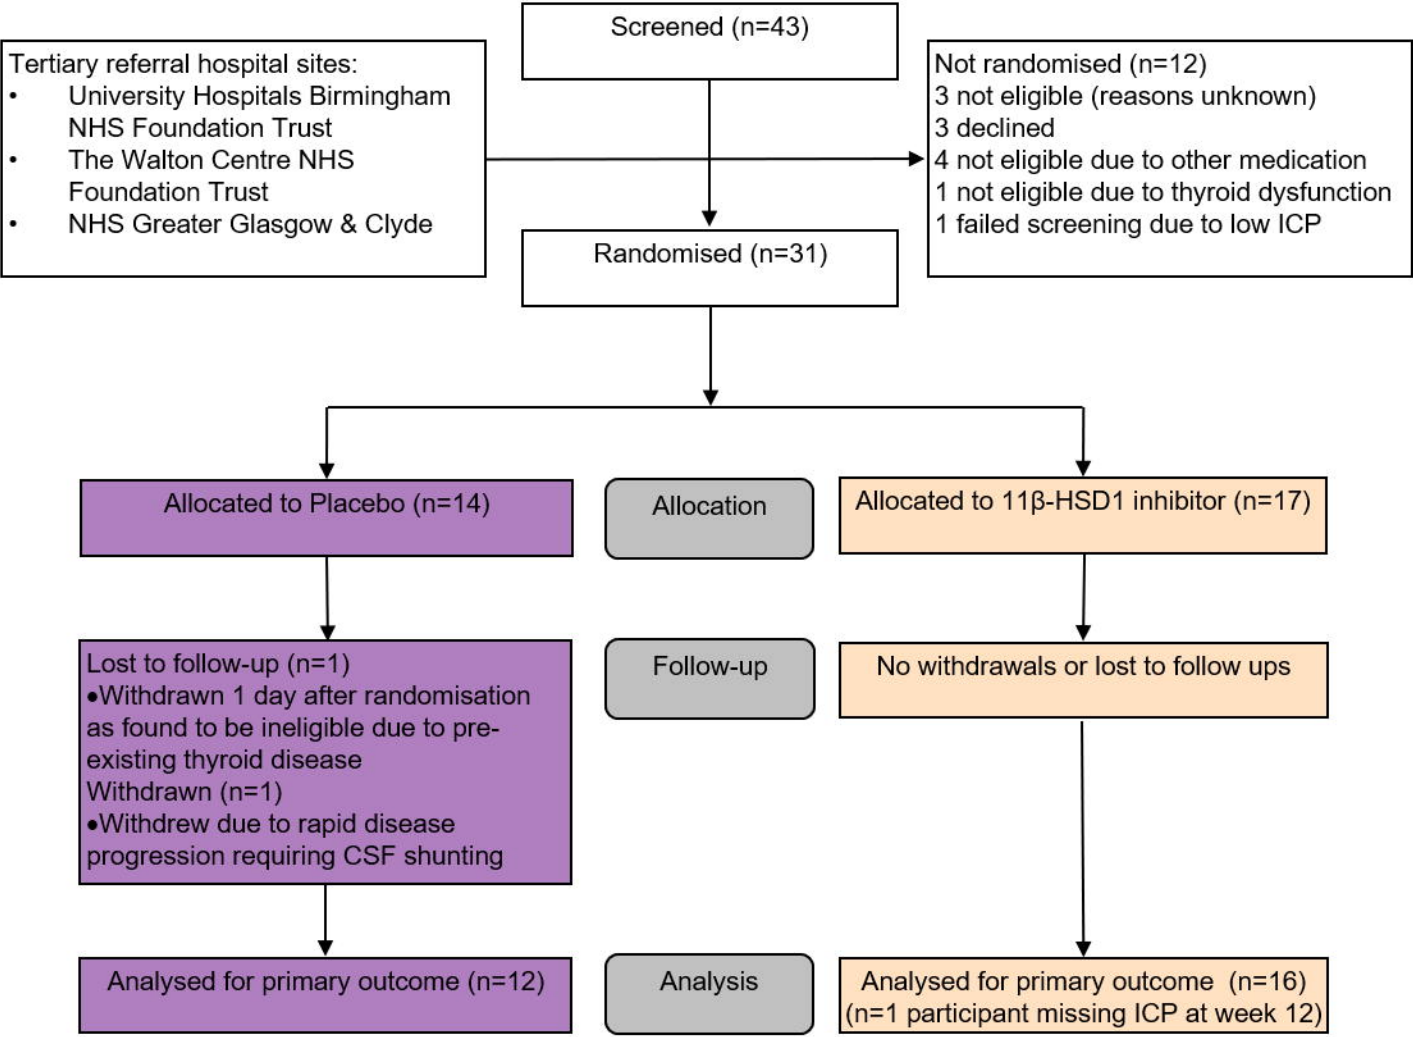 Screened (n=43)
Tertiary referral hospital sites:
• University Hospitals Birmingham
NHS Foundation Trust
• The Walton Centre NHS
Foundation Trust
• NHS Greater Glasgow & Clyde
Not randomised (n=12)
3 not eligible (reasons unknown)
3 declined
4 not eligible due to other medication
1 not eligible due to thyroid dysfunction
1 failed screening due to low ICP
Randomised (n=31)
Allocated to Placebo (n=14)
Allocation
Allocated to 11β-HSD1 inhibitor (n=17)
Lost to follow-up (n=1)
•Withdrawn 1 day after randomisation
as found to be ineligible due to pre-
existing thyroid disease
Withdrawn (n=1)
•Withdrew due to rapid disease
progression requiring CSF shunting
Follow-up
No withdrawals or lost to follow ups
Analysed for primary outcome (n=12)
Analysis
Analysed for primary outcome (n=16)
(n=1 participant missing ICP at week 12)